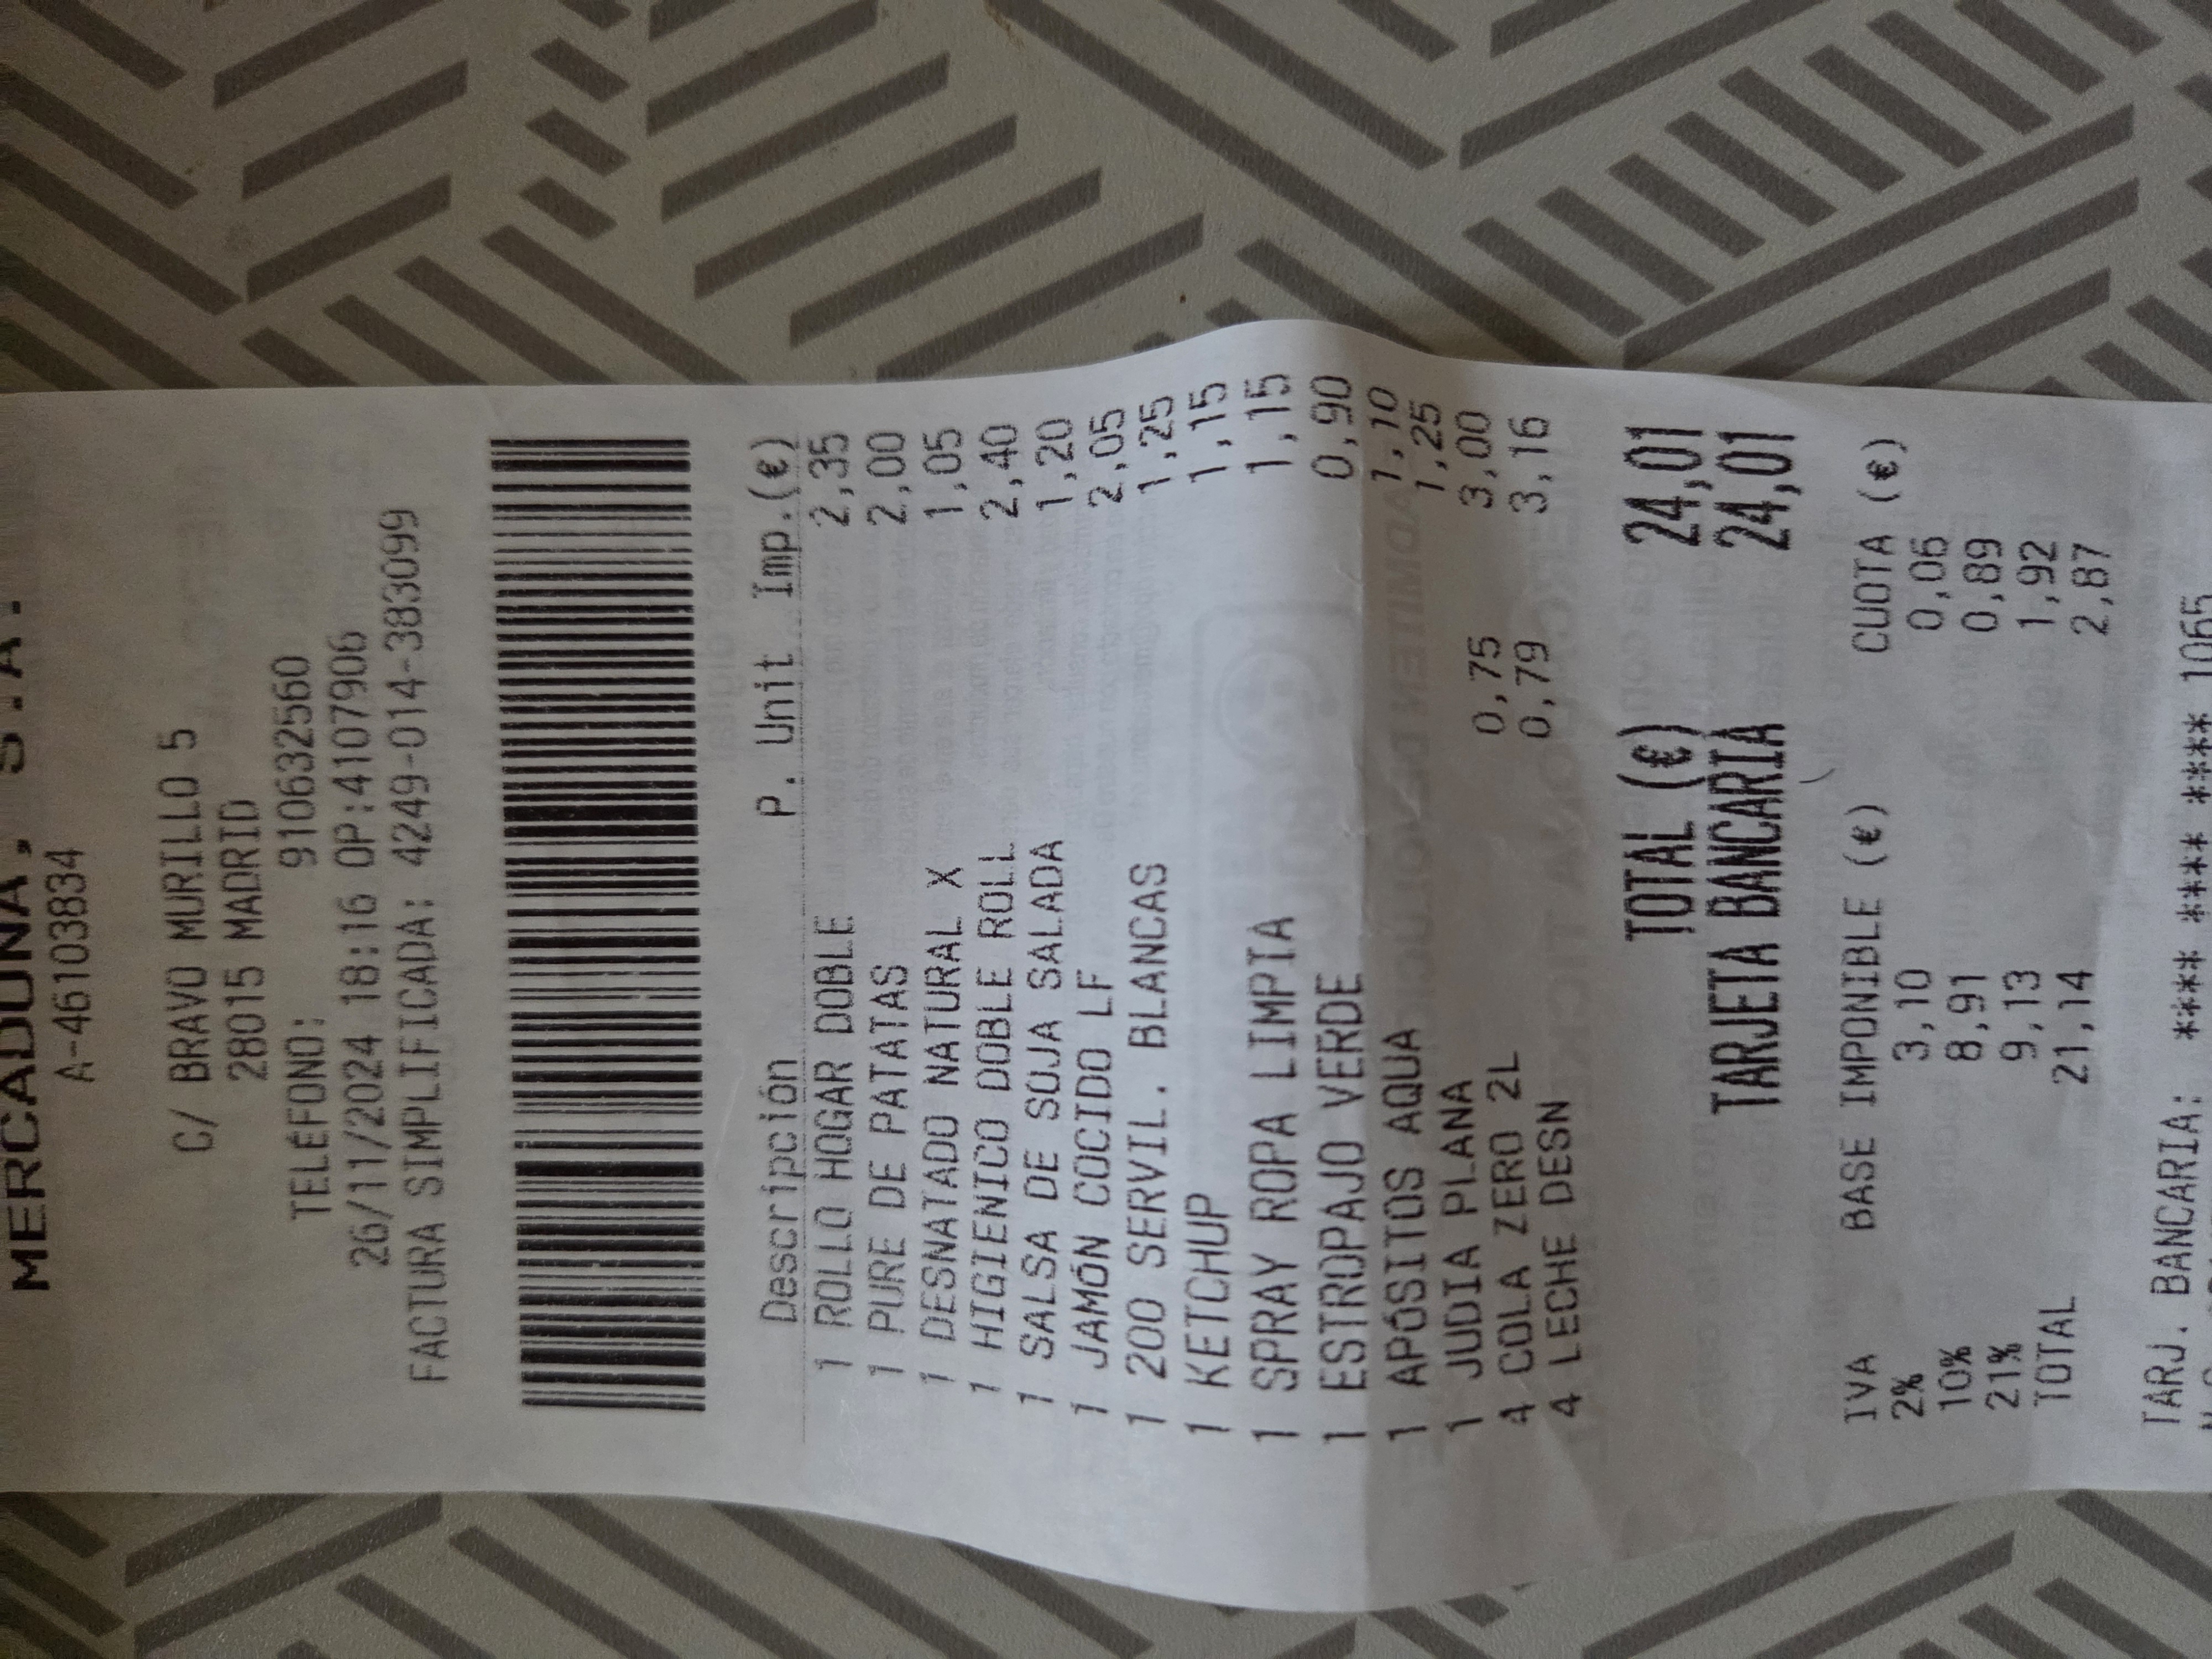 MERCADONA, S.A.
A-46103834
C/ BRAVO MURILLO 5
28015 MADRID
TELÉFONO: 910632560
26/11/2024 18:16 OP:4107906
FACTURA SIMPLIFICADA: 4249-014-383099
Descripción P. Unit Imp.(€)
1 ROLLO HOGAR DOBLE 2,35
1 PURE DE PATATAS 2,00
1 DESNATADO NATURAL X 1,05
1 HIGIENICO DOBLE ROLL 2,40
1 SALSA DE SOJA SALADA 1,20
1 JAMÓN COCIDO LF 2,05
1 200 SERVIL. BLANCAS 1,25
1 KETCHUP 1,15
1 SPRAY ROPA LIMPIA 1,15
1 ESTROPAJO VERDE 0,90
1 APÓSITOS AQUA 1,10
1 JUDIA PLANA 1,25
4 COLA ZERO 2L 0,75 3,00
4 LECHE DESN 0,79 3,16
TOTAL (€) 24,01
TARJETA BANCARIA 24,01
IVA BASE IMPONIBLE (€) CUOTA (€)
2% 3,10 0,06
10% 8,91 0,89
21% 9,13 1,92
TOTAL 21,14 2,87
TARJ. BANCARIA: **** **** **** 1065